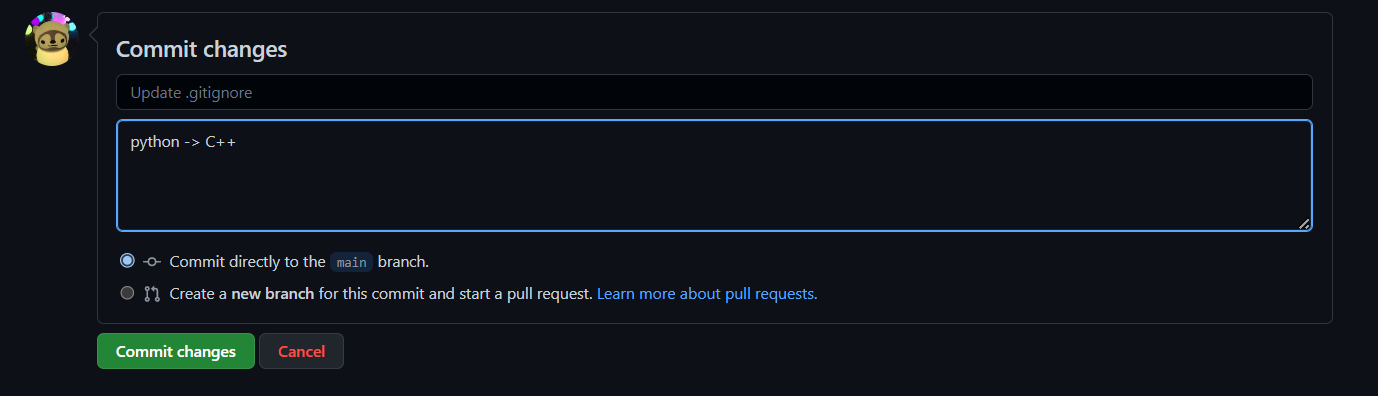 Commit changes
Update .gitignore
python -> C++
Commit directly to the main branch.
Create a new branch for this commit and start a pull request. Learn more about pull requests.
Commit changes Cancel